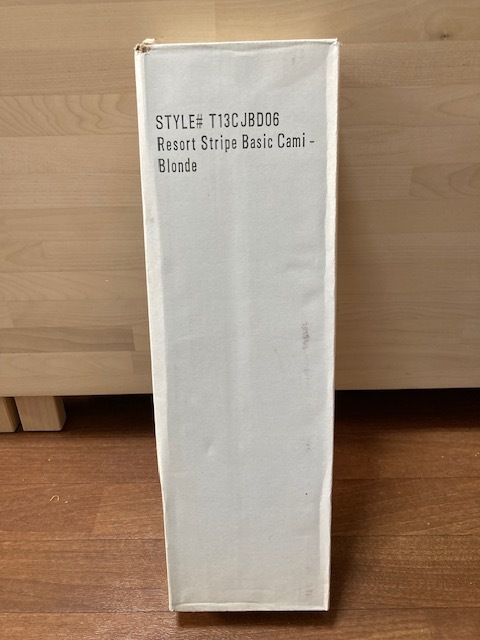 STYLE# T13CJBD06
Resort Stripe Basic Cami -
Blonde